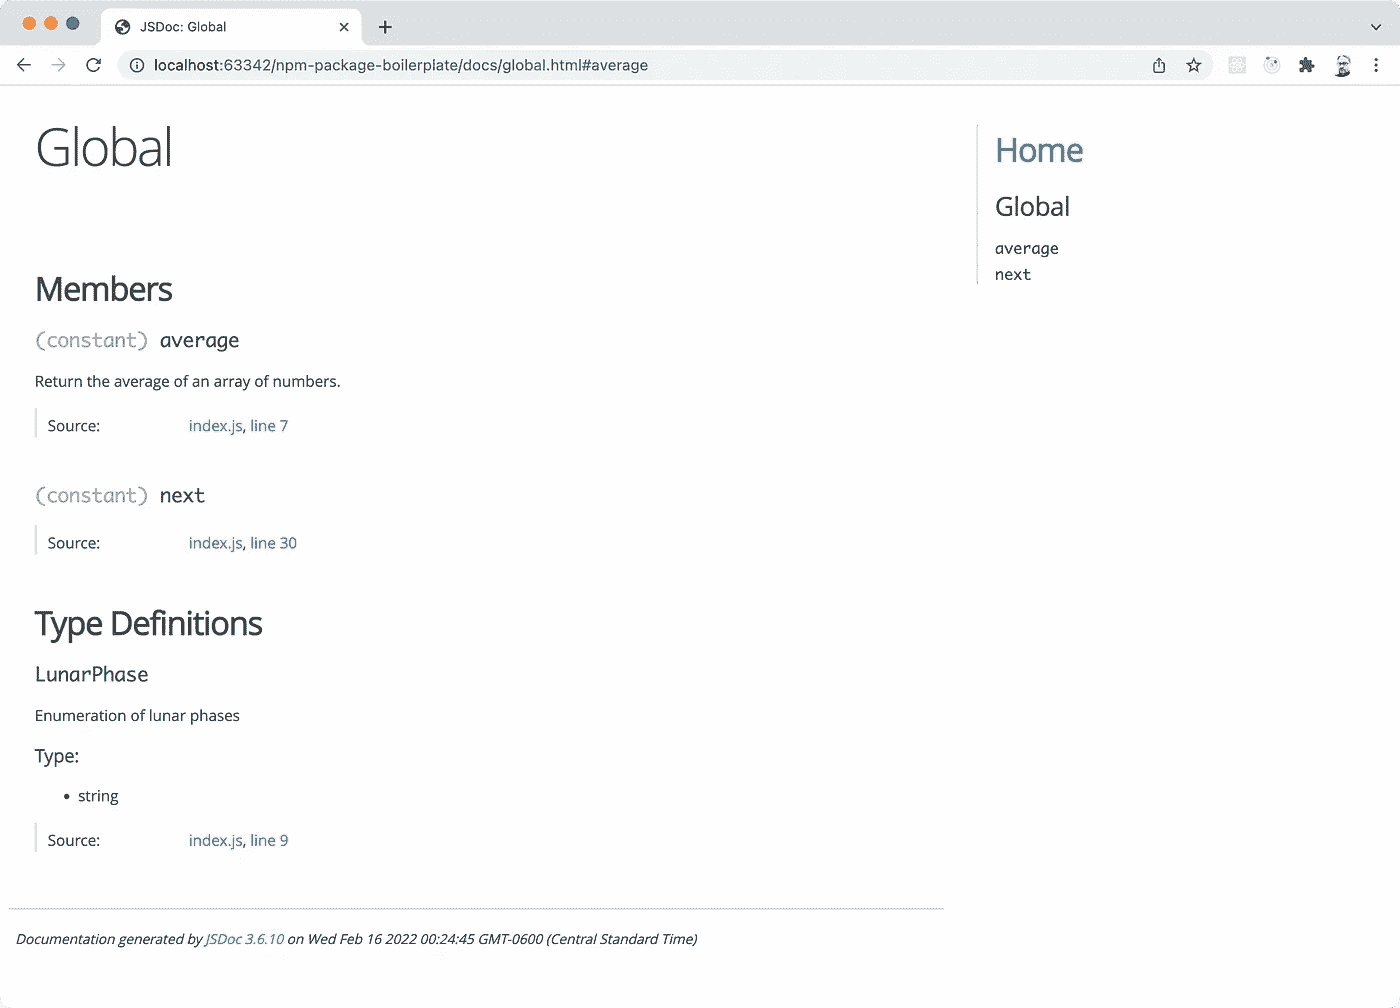 JSDoc: Global
localhost:63342/npm-package-boilerplate/docs/global.html#average
Global
Members
(constant) average
Return the average of an array of numbers.
Source: index.js, line 7
(constant) next
Source: index.js, line 30
Type Definitions
LunarPhase
Enumeration of lunar phases
Type:
• string
Source: index.js, line 9
Home
Global
average
next
Documentation generated by JSDoc 3.6.10 on Wed Feb 16 2022 00:24:45 GMT-0600 (Central Standard Time)